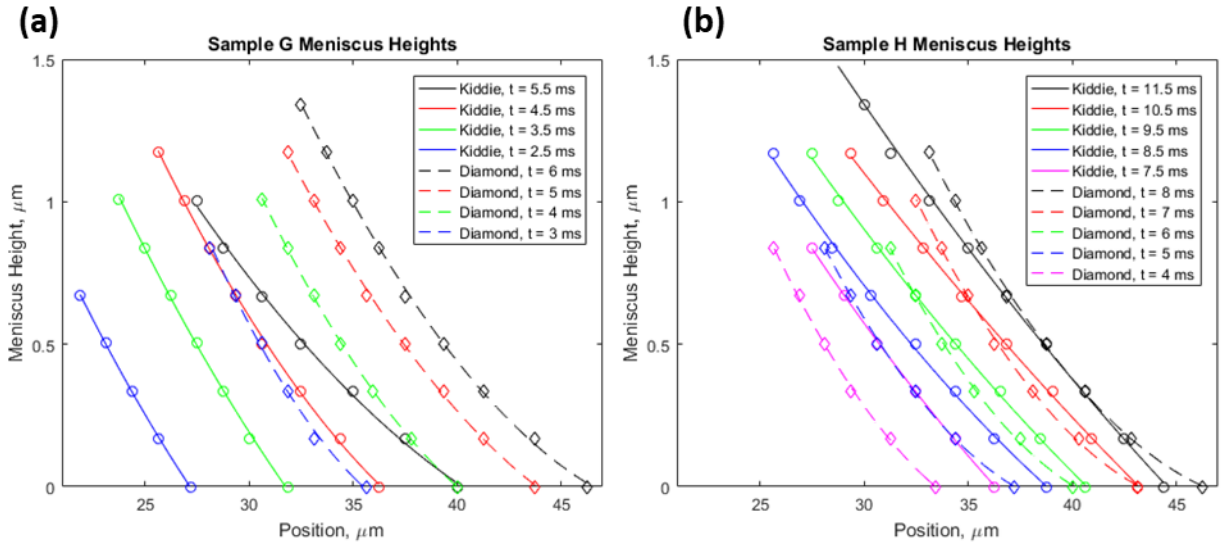 (a)
Sample G Meniscus Heights
Meniscus Height, μm
1.5
1
0.5
0
25 30 35 40 45
Position, μm
Kiddie, t = 5.5 ms
Kiddie, t = 4.5 ms
Kiddie, t = 3.5 ms
Kiddie, t = 2.5 ms
Diamond, t = 6 ms
Diamond, t = 5 ms
Diamond, t = 4 ms
Diamond, t = 3 ms
(b)
Sample H Meniscus Heights
Meniscus Height, μm
1.5
1
0.5
0
25 30 35 40 45
Position, μm
Kiddie, t = 11.5 ms
Kiddie, t = 10.5 ms
Kiddie, t = 9.5 ms
Kiddie, t = 8.5 ms
Kiddie, t = 7.5 ms
Diamond, t = 8 ms
Diamond, t = 7 ms
Diamond, t = 6 ms
Diamond, t = 5 ms
Diamond, t = 4 ms